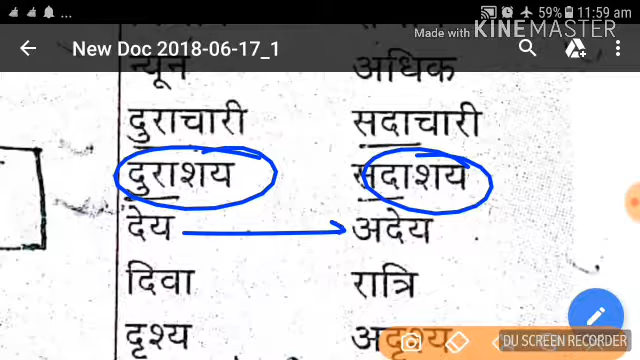 59% 11:59 am
Made with KINEMASTER
New Doc 2018-06-17_1
न्यून अधिक
दुराचारी सदाचारी
दुराशय सदाशय
देय अदेय
दिवा रात्रि
दृश्य अदृश्य
DU SCREEN RECORDER